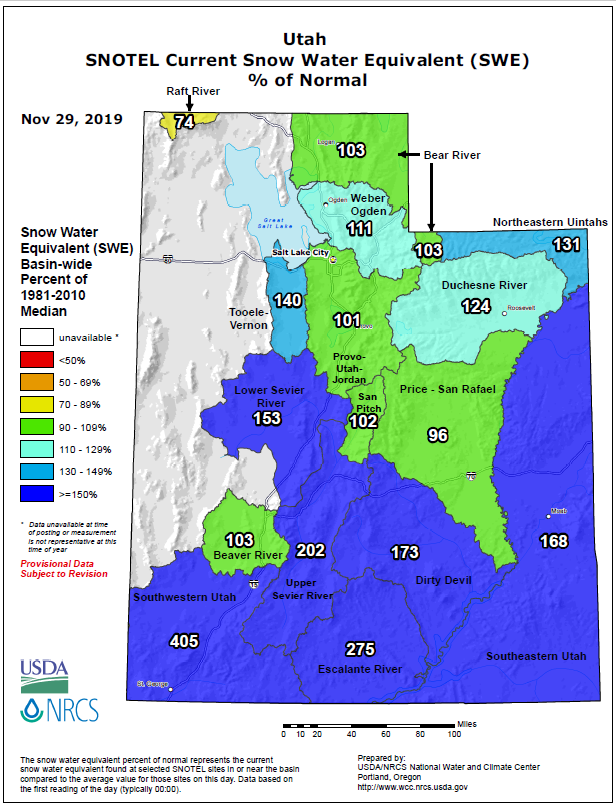 Utah
SNOTEL Current Snow Water Equivalent (SWE)
% of Normal
Nov 29, 2019
Raft River
74
Logan
103
Bear River
Ogden
Weber
Ogden
111
Great
Salt Lake
Northeastern Uintahs
131
103
80
Salt Lake City
Duchesne River
124
Roosevelt
140
Tooele-
Vernon
101
Provo
Provo-
Utah-
Jordan
San
Pitch
102
Price - San Rafael
96
Lower Sevier
River
153
70
Moab
168
103
Beaver River
202
173
Dirty Devil
15
Upper
Sevier River
Southwestern Utah
405
275
Escalante River
Southeastern Utah
St. George
Snow Water
Equivalent (SWE)
Basin-wide
Percent of
1981-2010
Median
unavailable *
<50%
50 - 69%
70 - 89%
90 - 109%
110 - 129%
130 - 149%
>=150%
* Data unavailable at time
of posting or measurement
is not representative at this
time of year
Provisional Data
Subject to Revision
USDA
NRCS
Miles
0 10 20 40 60 80 100
The snow water equivalent percent of normal represents the current
snow water equivalent found at selected SNOTEL sites in or near the basin
compared to the average value for those sites on this day. Data based on
the first reading of the day (typically 00:00).
Prepared by:
USDA/NRCS National Water and Climate Center
Portland, Oregon
http://www.wcc.nrcs.usda.gov